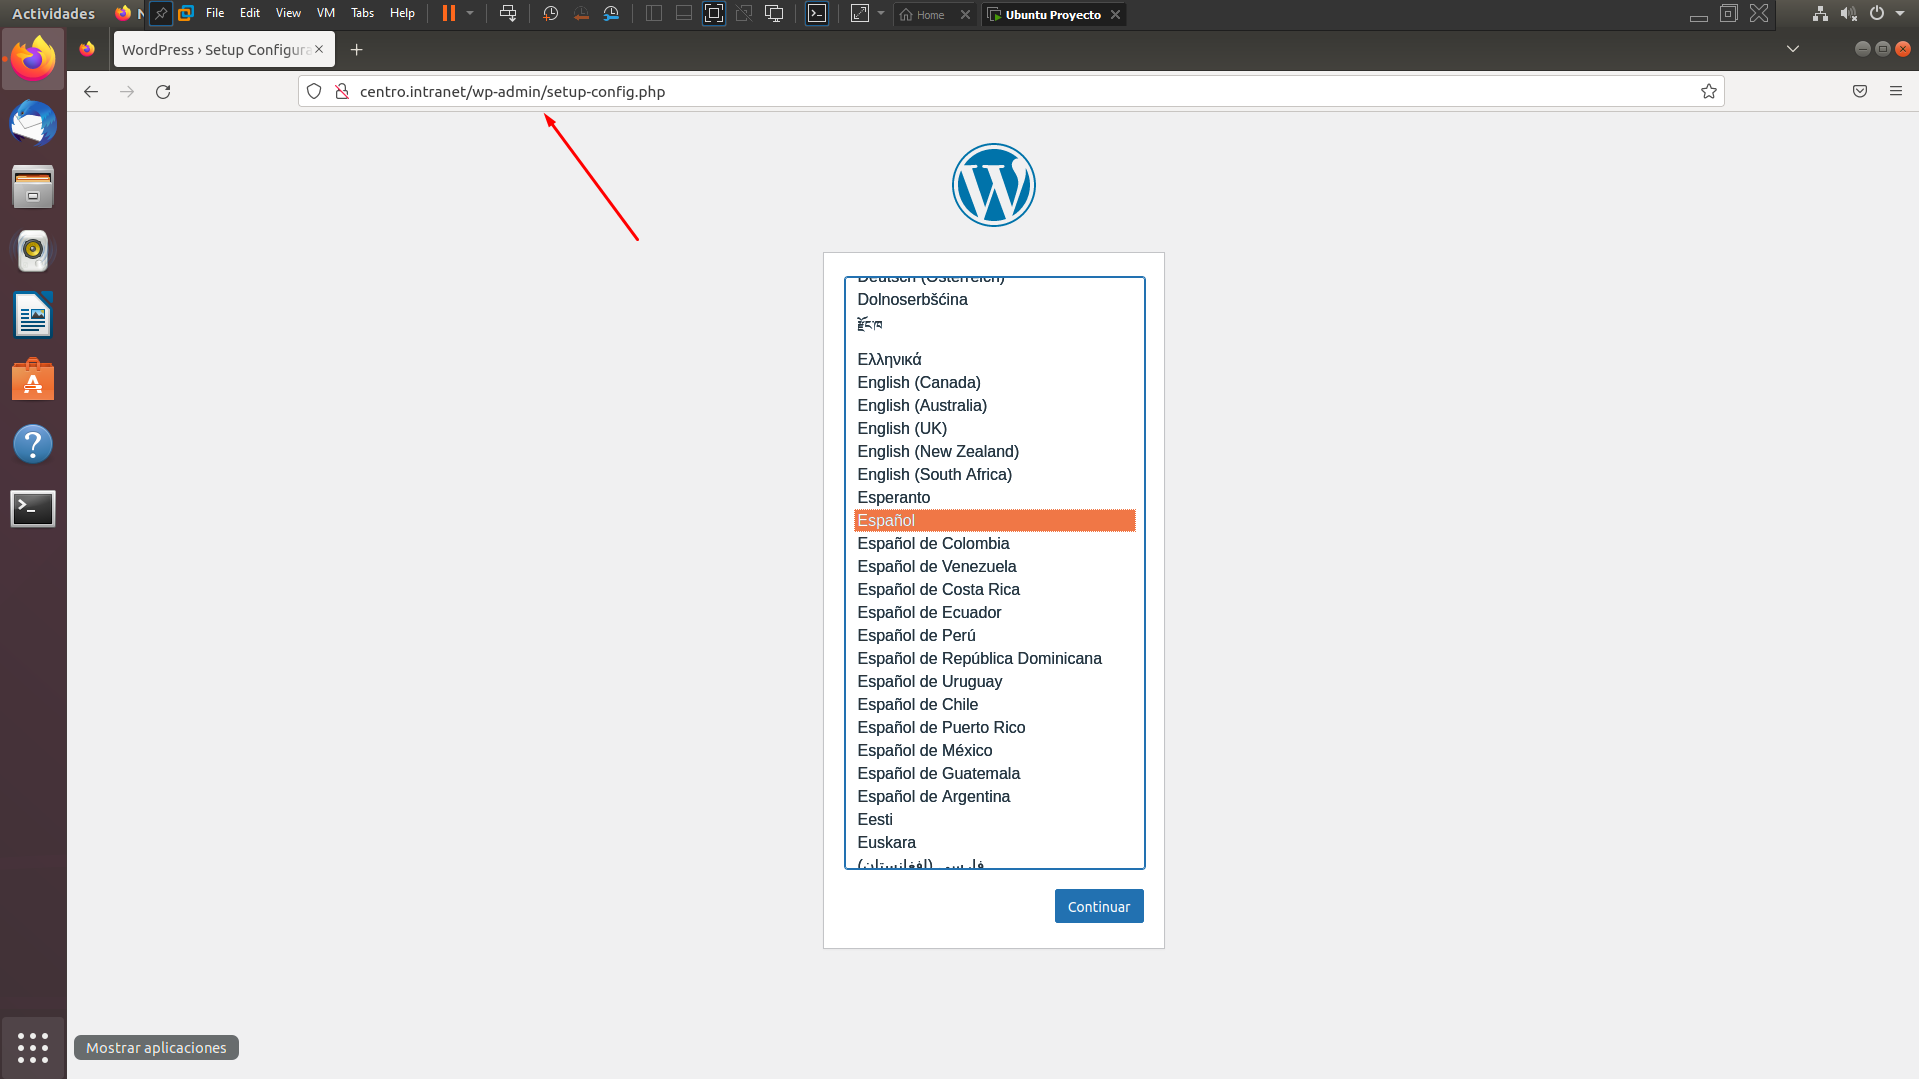 Actividades
File Edit View VM Tabs Help
Home
Ubuntu Proyecto
WordPress › Setup Configura
centro.intranet/wp-admin/setup-config.php
Deutsch (Österreich)
Dolnoserbšćina
རྫོང་ཁ
Ελληνικά
English (Canada)
English (Australia)
English (UK)
English (New Zealand)
English (South Africa)
Esperanto
Español
Español de Colombia
Español de Venezuela
Español de Costa Rica
Español de Ecuador
Español de Perú
Español de República Dominicana
Español de Uruguay
Español de Chile
Español de Puerto Rico
Español de México
Español de Guatemala
Español de Argentina
Eesti
Euskara
(فارسی (افغانستان
Continuar
Mostrar aplicaciones